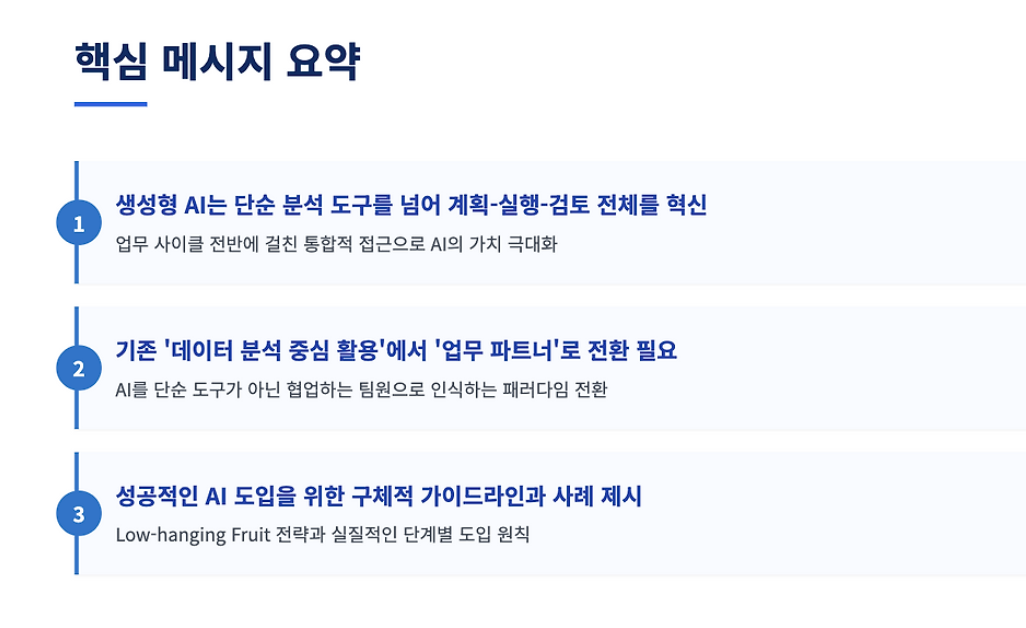 핵심 메시지 요약
1
생성형 AI는 단순 분석 도구를 넘어 계획-실행-검토 전체를 혁신
업무 사이클 전반에 걸친 통합적 접근으로 AI의 가치 극대화
2
기존 '데이터 분석 중심 활용'에서 '업무 파트너'로 전환 필요
AI를 단순 도구가 아닌 협업하는 팀원으로 인식하는 패러다임 전환
3
성공적인 AI 도입을 위한 구체적 가이드라인과 사례 제시
Low-hanging Fruit 전략과 실질적인 단계별 도입 원칙